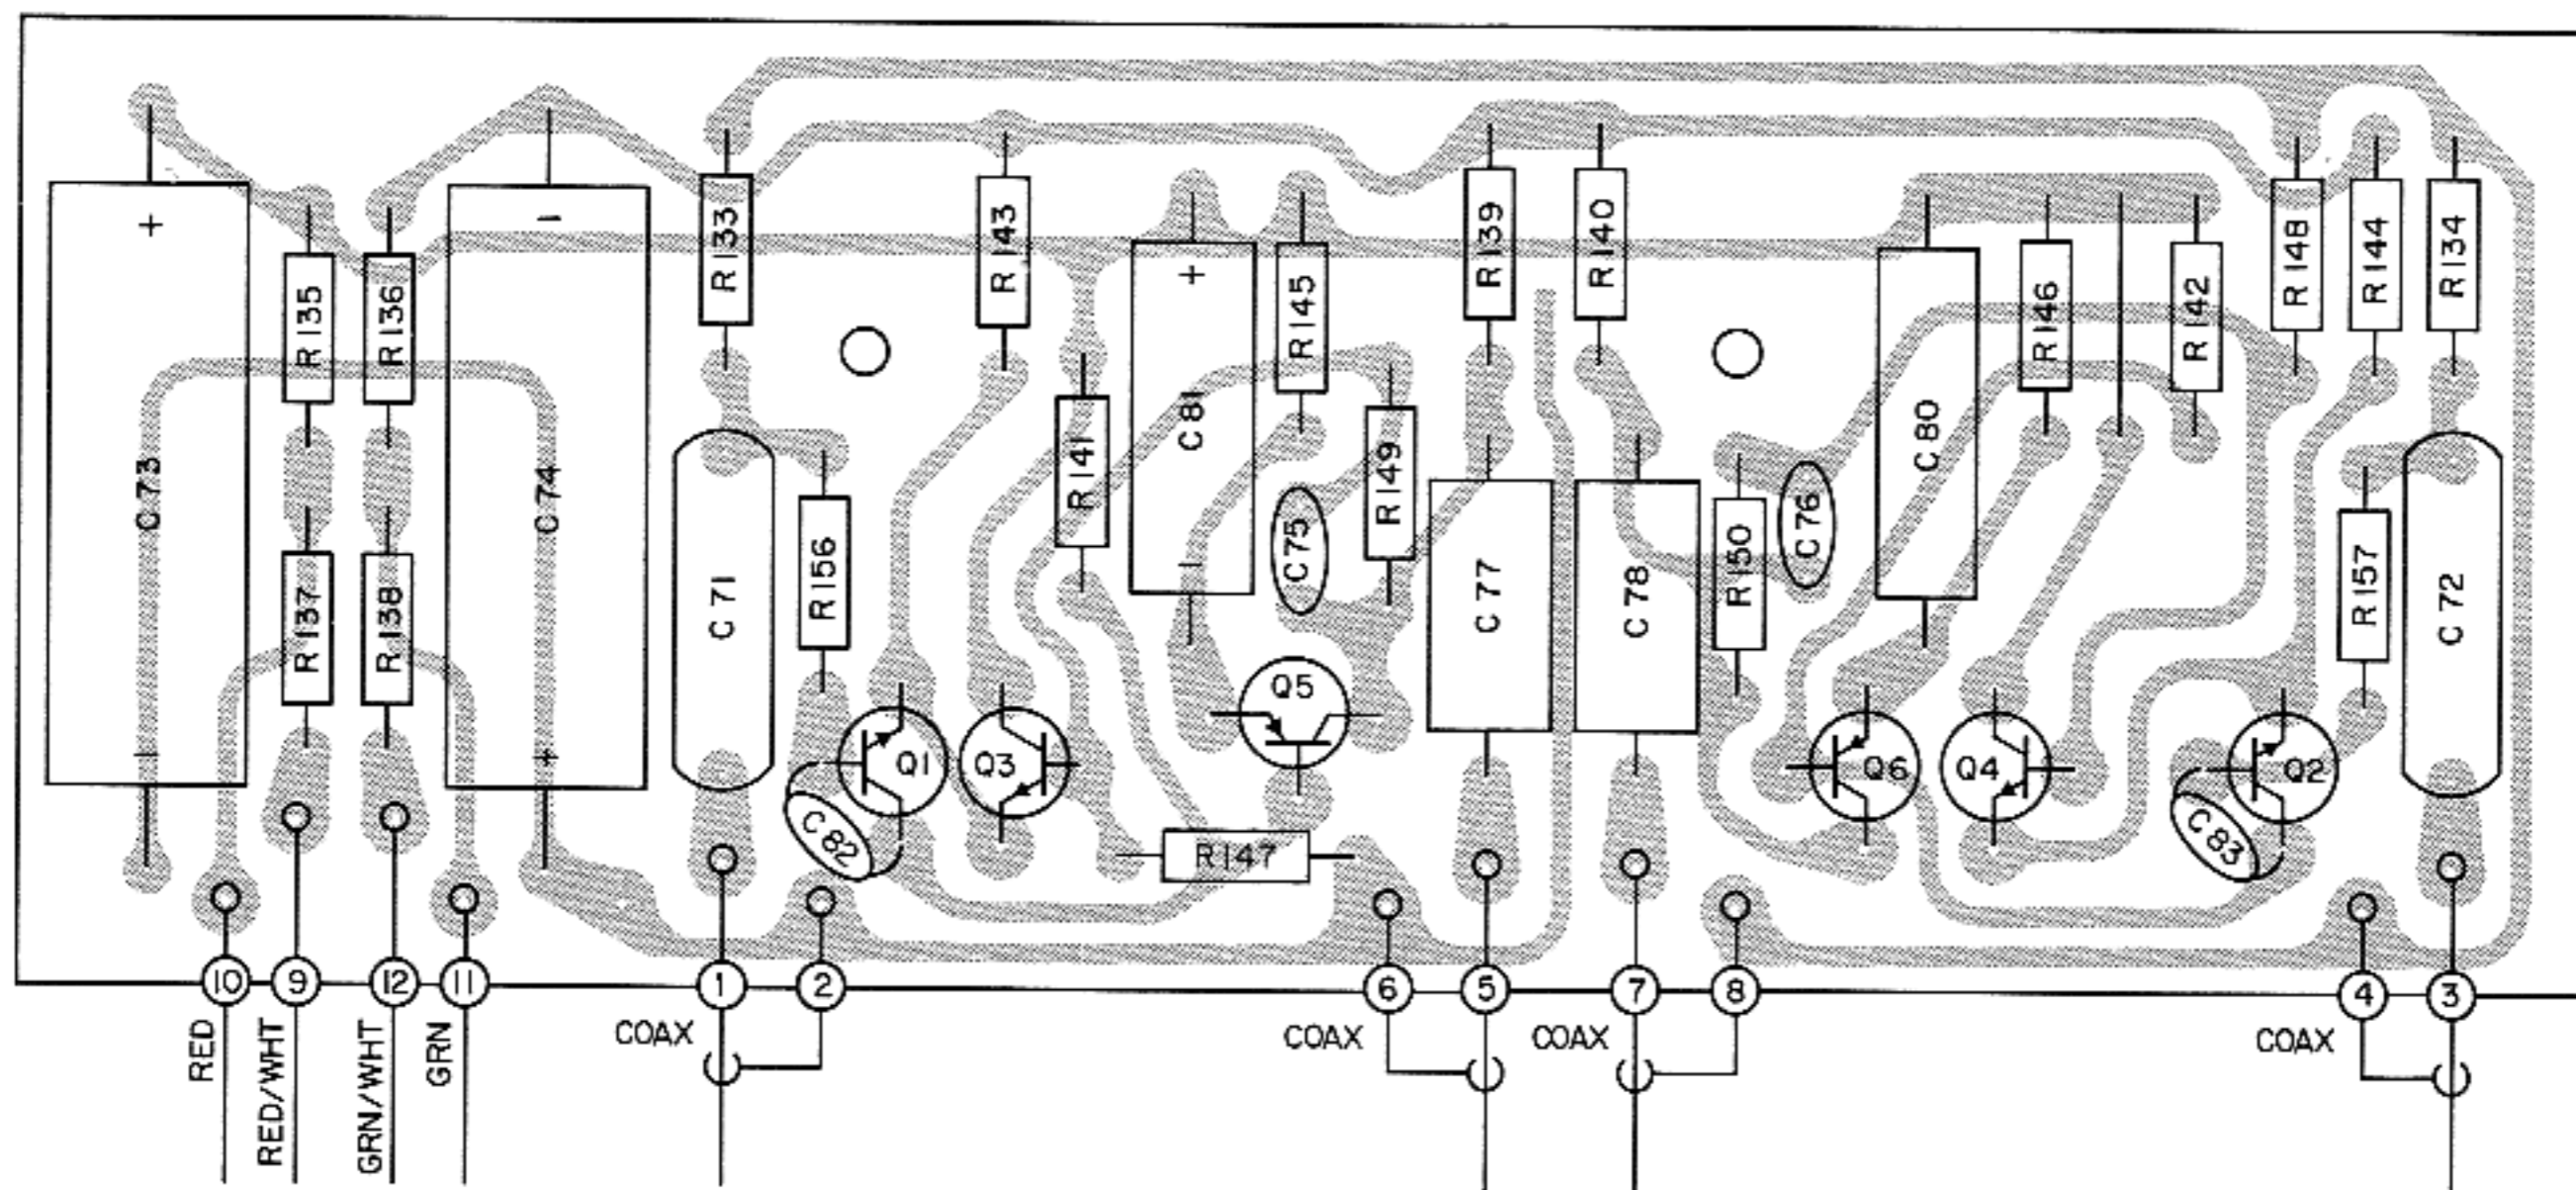 +
-
R133
R143
R139
R140
R148
R144
R134
+
R135
R136
R145
R146
R142
C73
C74
C81
R141
R149
C80
C71
R156
C75
C77
C78
R150
C76
R157
C72
R137
R138
-
Q5
-
+
Q1
Q3
Q6
Q4
Q2
C82
R147
C83
10
9
12
11
1
2
6
5
7
8
4
3
RED
RED/WHT
GRN/WHT
GRN
COAX
COAX
COAX
COAX